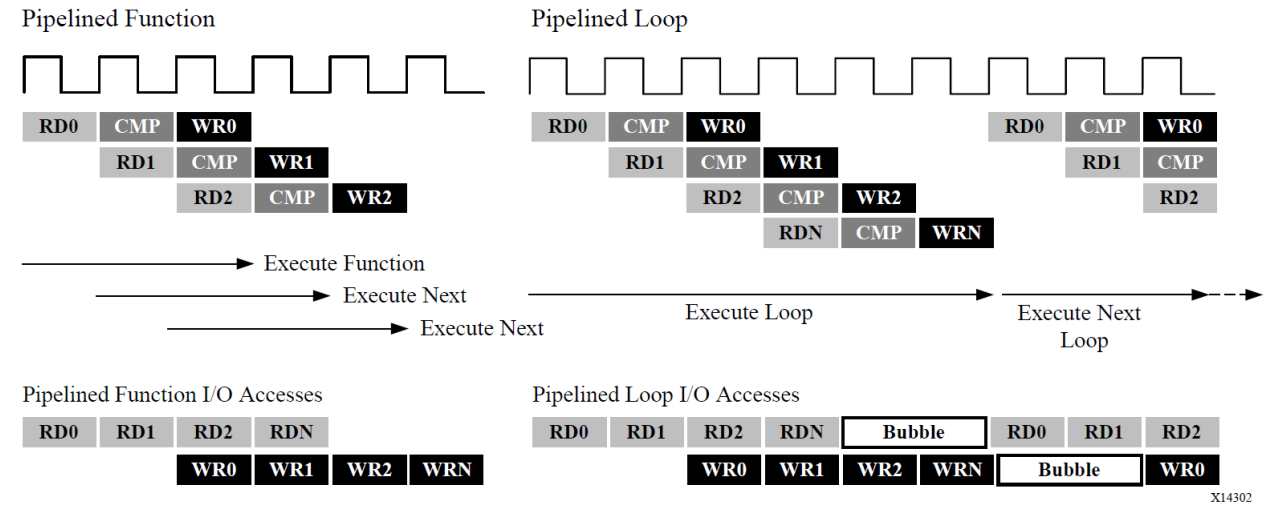 Pipelined Function
Pipelined Loop
RD0 CMP WR0
RD1 CMP WR1
RD2 CMP WR2
Execute Function
Execute Next
Execute Next
RD0 CMP WR0 RD0 CMP WR0
RD1 CMP WR1 RD1 CMP
RD2 CMP WR2 RD2
RDN CMP WRN
Execute Loop
Execute Next
Loop
Pipelined Function I/O Accesses
RD0 RD1 RD2 RDN
WR0 WR1 WR2 WRN
Pipelined Loop I/O Accesses
RD0 RD1 RD2 RDN Bubble RD0 RD1 RD2
WR0 WR1 WR2 WRN Bubble WR0
X14302